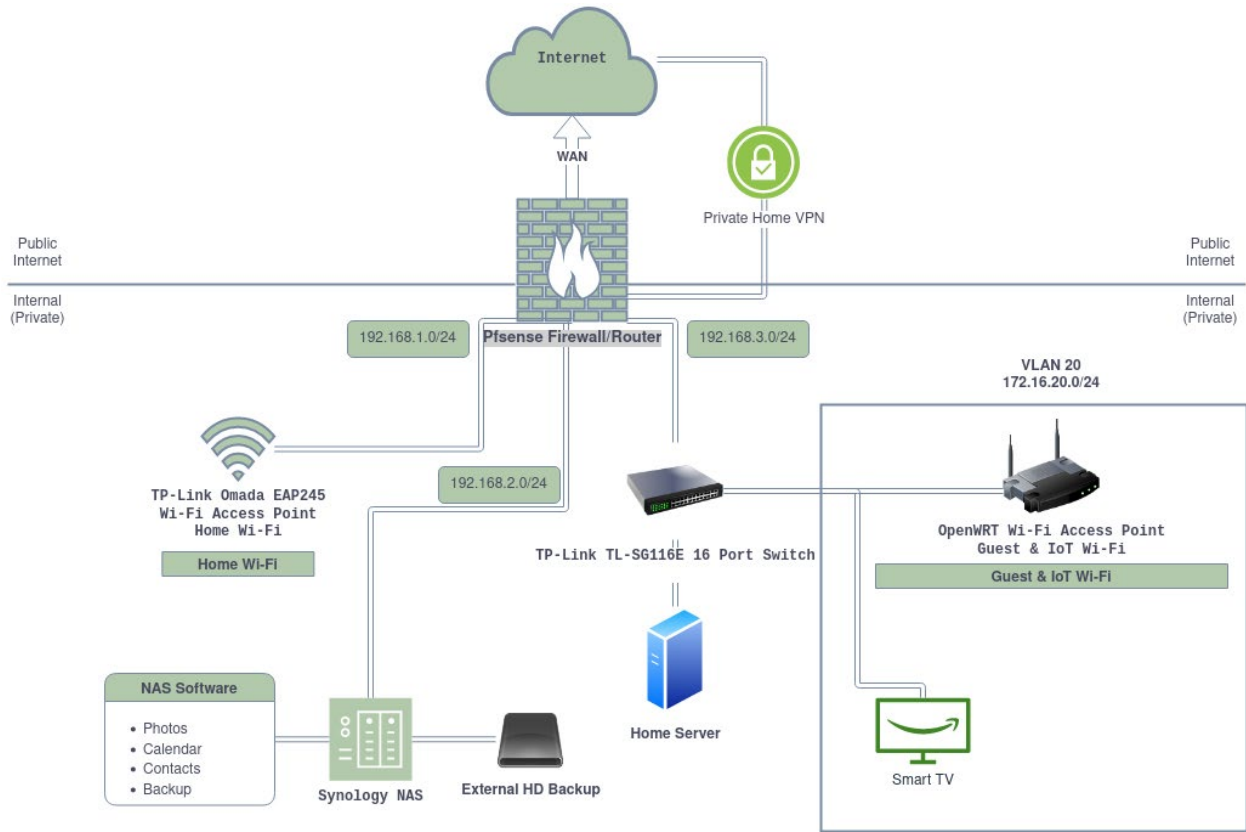 Internet
WAN
Private Home VPN
Public
Internet
Public
Internet
Internal
(Private)
Internal
(Private)
192.168.1.0/24
Pfsense Firewall/Router
192.168.3.0/24
VLAN 20
172.16.20.0/24
192.168.2.0/24
TP-Link Omada EAP245
Wi-Fi Access Point
Home Wi-Fi
Home Wi-Fi
TP-Link TL-SG116E 16 Port Switch
OpenWRT Wi-Fi Access Point
Guest & IoT Wi-Fi
Guest & IoT Wi-Fi
NAS Software
• Photos
• Calendar
• Contacts
• Backup
Synology NAS
External HD Backup
Home Server
Smart TV